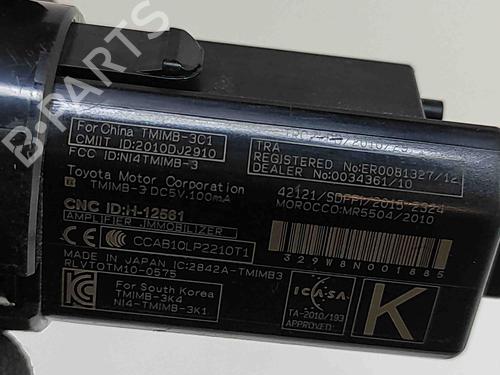 B-PARTS
For China TMIMB-3C1
CMIIT ID:2010DJ2910
FCC ID:NI4TMIMB-3
Toyota Motor Corporation
TMIMB-3 DC5V.100mA
CNC ID:H-12561
AMPLIFIER, IMMOBILIZER
CCAB10LP2210T1
MADE IN JAPAN IC:2842A-TMIMB3
RLVTOTM10-0575
For South Korea
TMIMB-3K4
NI4-TMIMB-3K1
TRA
REGISTERED No:ER0081327/12
DEALER No:0034361/10
42121/SDPPI/2015-2324
MOROCCO:MR5504/2010
329W8N001885
ICASA
TA-2010/193
APPROVED
K